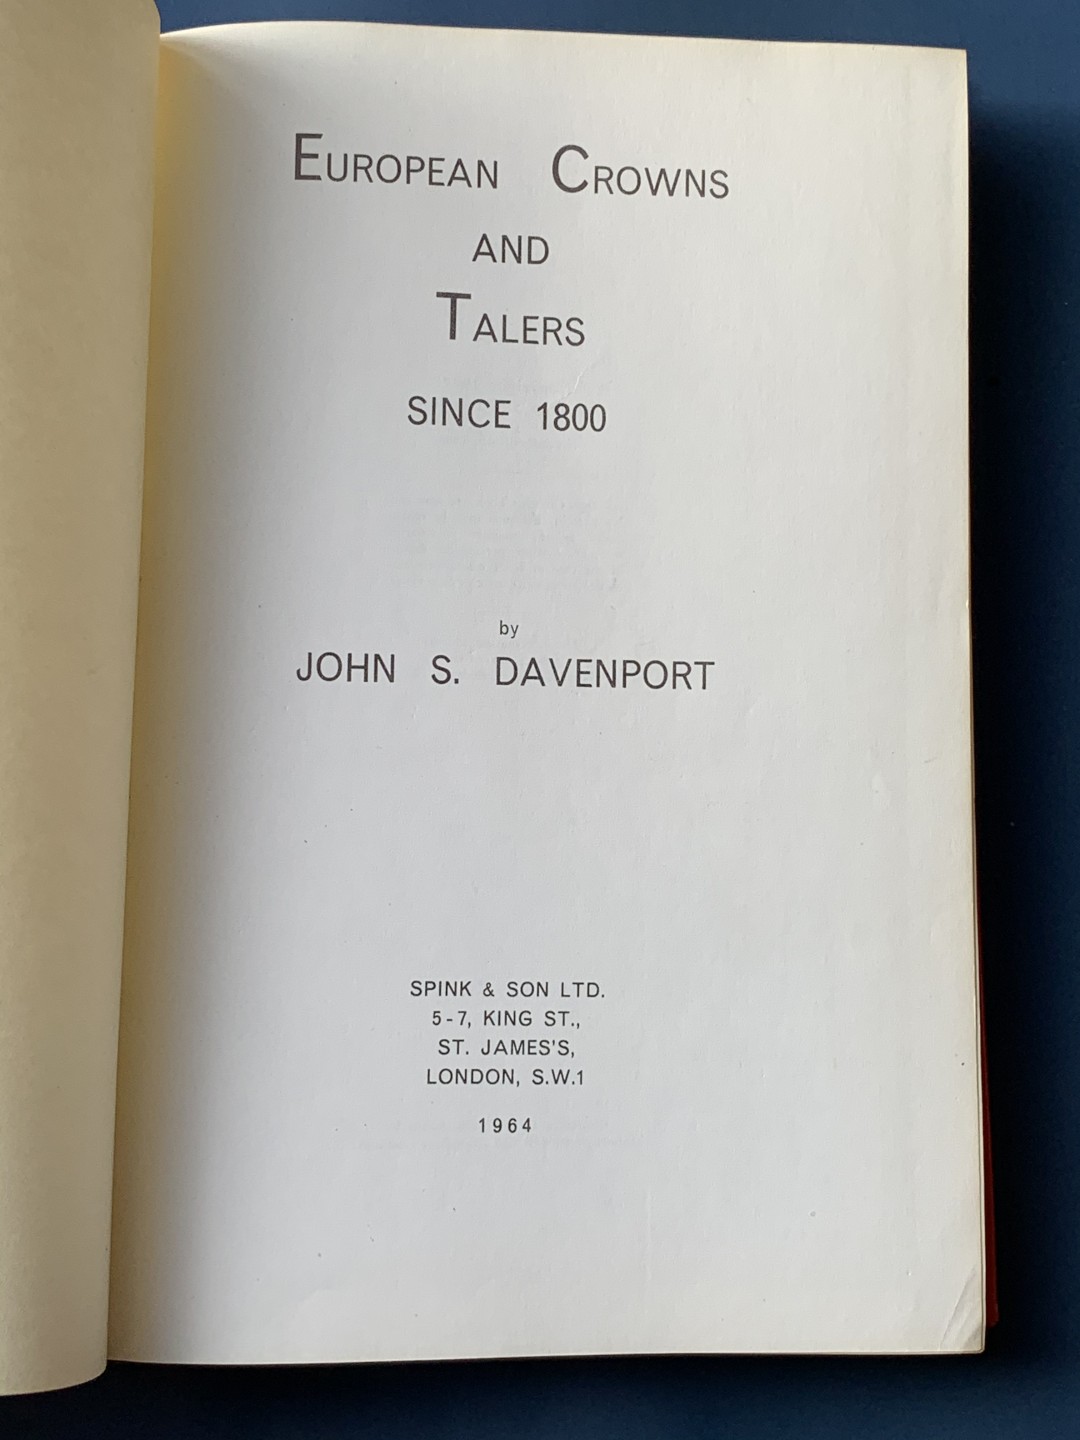 EUROPEAN CROWNS
AND
TALERS
SINCE 1800
by
JOHN S. DAVENPORT
SPINK & SON LTD.
5-7, KING ST.,
ST. JAMES'S,
LONDON, S.W.1
1964